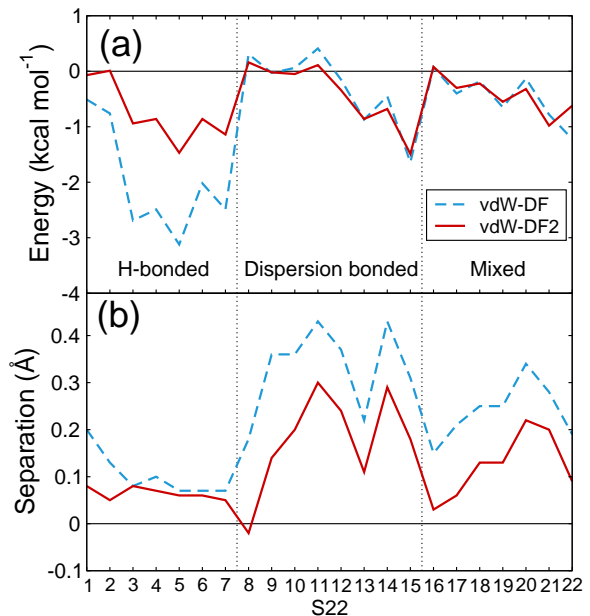 (a)
Energy (kcal mol⁻¹)
0
-1
-2
-3
-4
vdW-DF
vdW-DF2
H-bonded
Dispersion bonded
Mixed
(b)
Separation (Å)
0.4
0.3
0.2
0.1
0
-0.1
1 2 3 4 5 6 7 8 9 10 11 12 13 14 15 16 17 18 19 20 21 22
S22